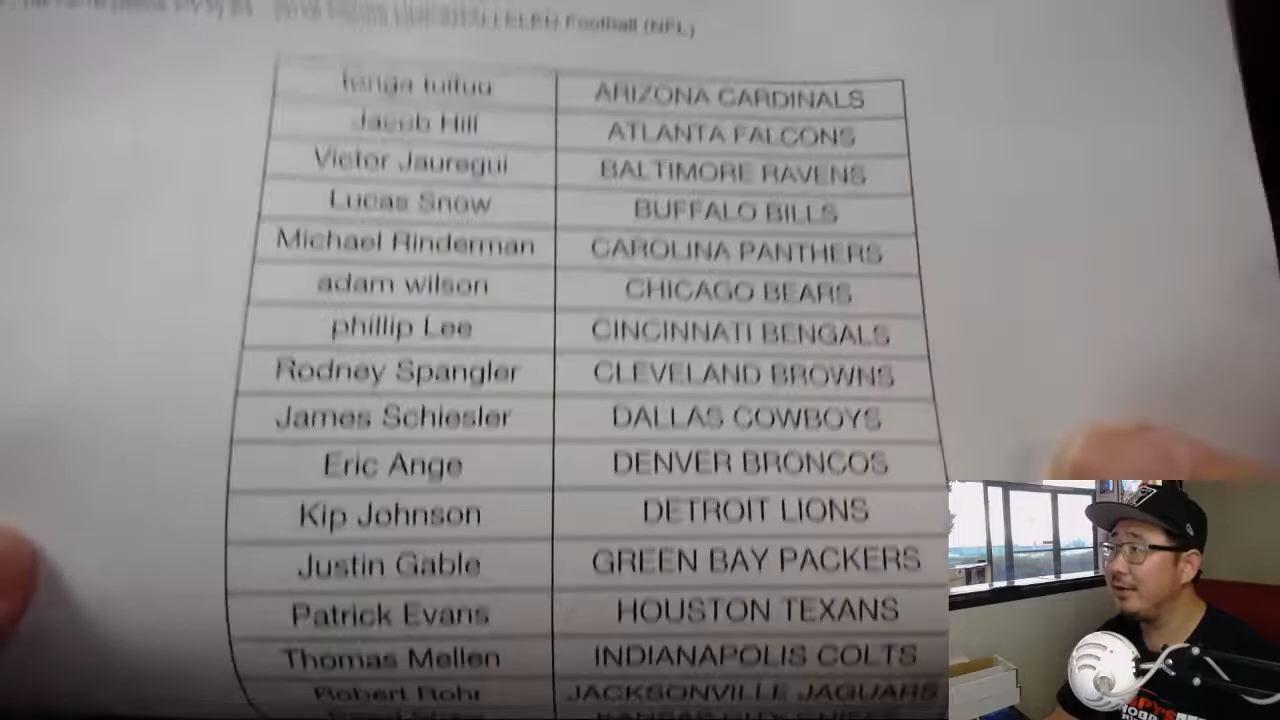 Football (NFL)
tenga tuituu ARIZONA CARDINALS
Jacob Hill ATLANTA FALCONS
Victor Jauregui BALTIMORE RAVENS
Lucas Snow BUFFALO BILLS
Michael Rinderman CAROLINA PANTHERS
adam wilson CHICAGO BEARS
phillip Lee CINCINNATI BENGALS
Rodney Spangler CLEVELAND BROWNS
James Schiesler DALLAS COWBOYS
Eric Ange DENVER BRONCOS
Kip Johnson DETROIT LIONS
Justin Gable GREEN BAY PACKERS
Patrick Evans HOUSTON TEXANS
Thomas Mellen INDIANAPOLIS COLTS
Robert Rohr JACKSONVILLE JAGUARS